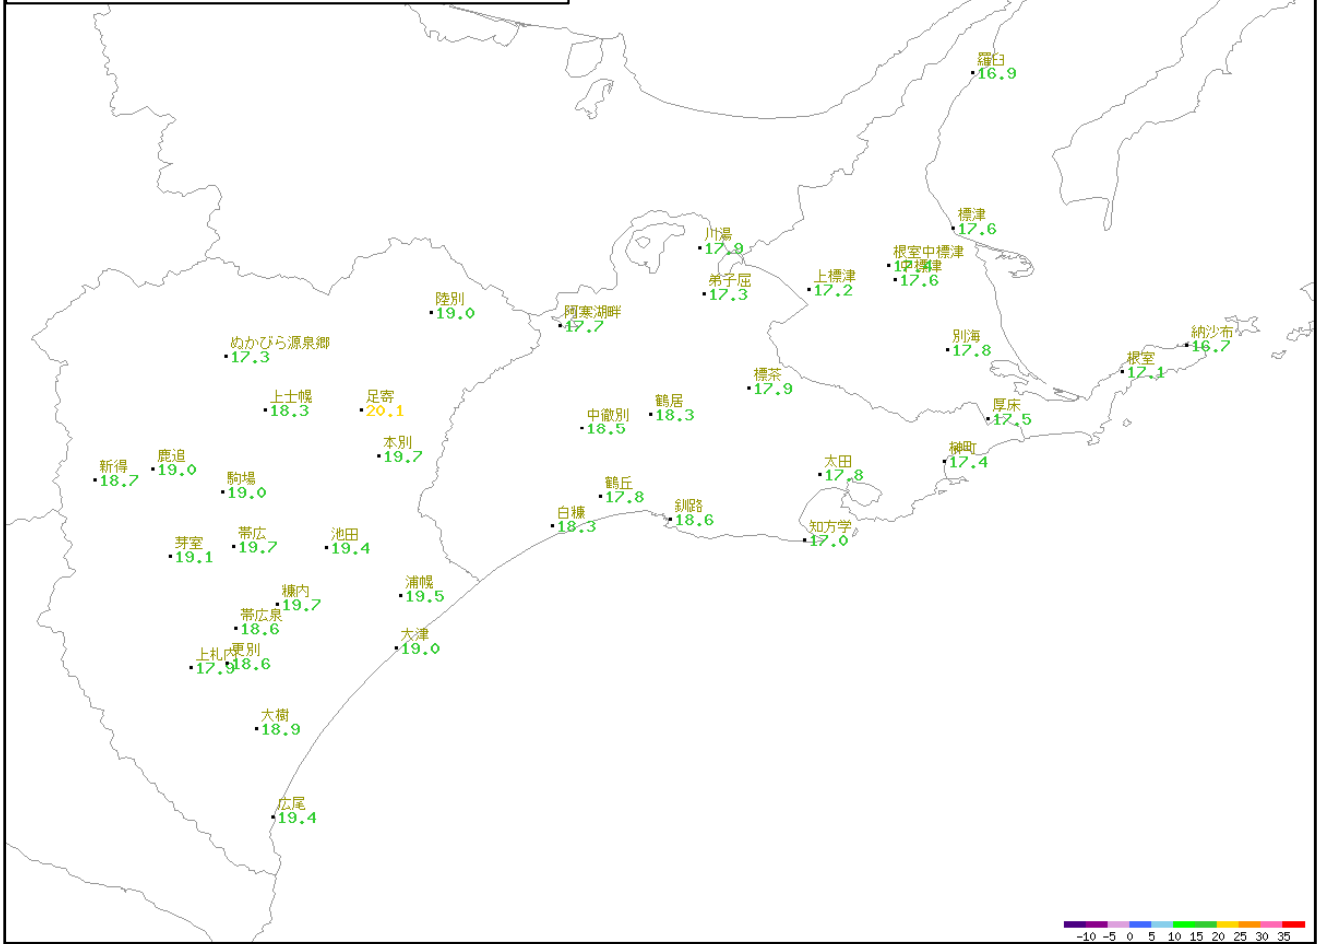 羅臼
16.9
標津
17.6
川湯
17.9
根室中標津
中標津
17.6
弟子屈
17.3
上標津
17.2
陸別
19.0
阿寒湖畔
17.7
ぬかびら源泉郷
17.3
別海
17.8
納沙布
16.7
根室
17.1
標茶
17.9
上士幌
18.3
足寄
20.1
鶴居
18.3
中徹別
18.5
厚床
17.5
本別
19.7
榊町
17.4
鹿追
19.0
新得
18.7
太田
17.8
駒場
19.0
鶴丘
17.8
白糠
18.3
釧路
18.6
知方学
17.0
帯広
19.7
池田
19.4
芽室
19.1
浦幌
19.5
糠内
19.7
帯広泉
18.6
大津
19.0
更別
18.6
上札内
17.9
大樹
18.9
広尾
19.4
-10 -5 0 5 10 15 20 25 30 35